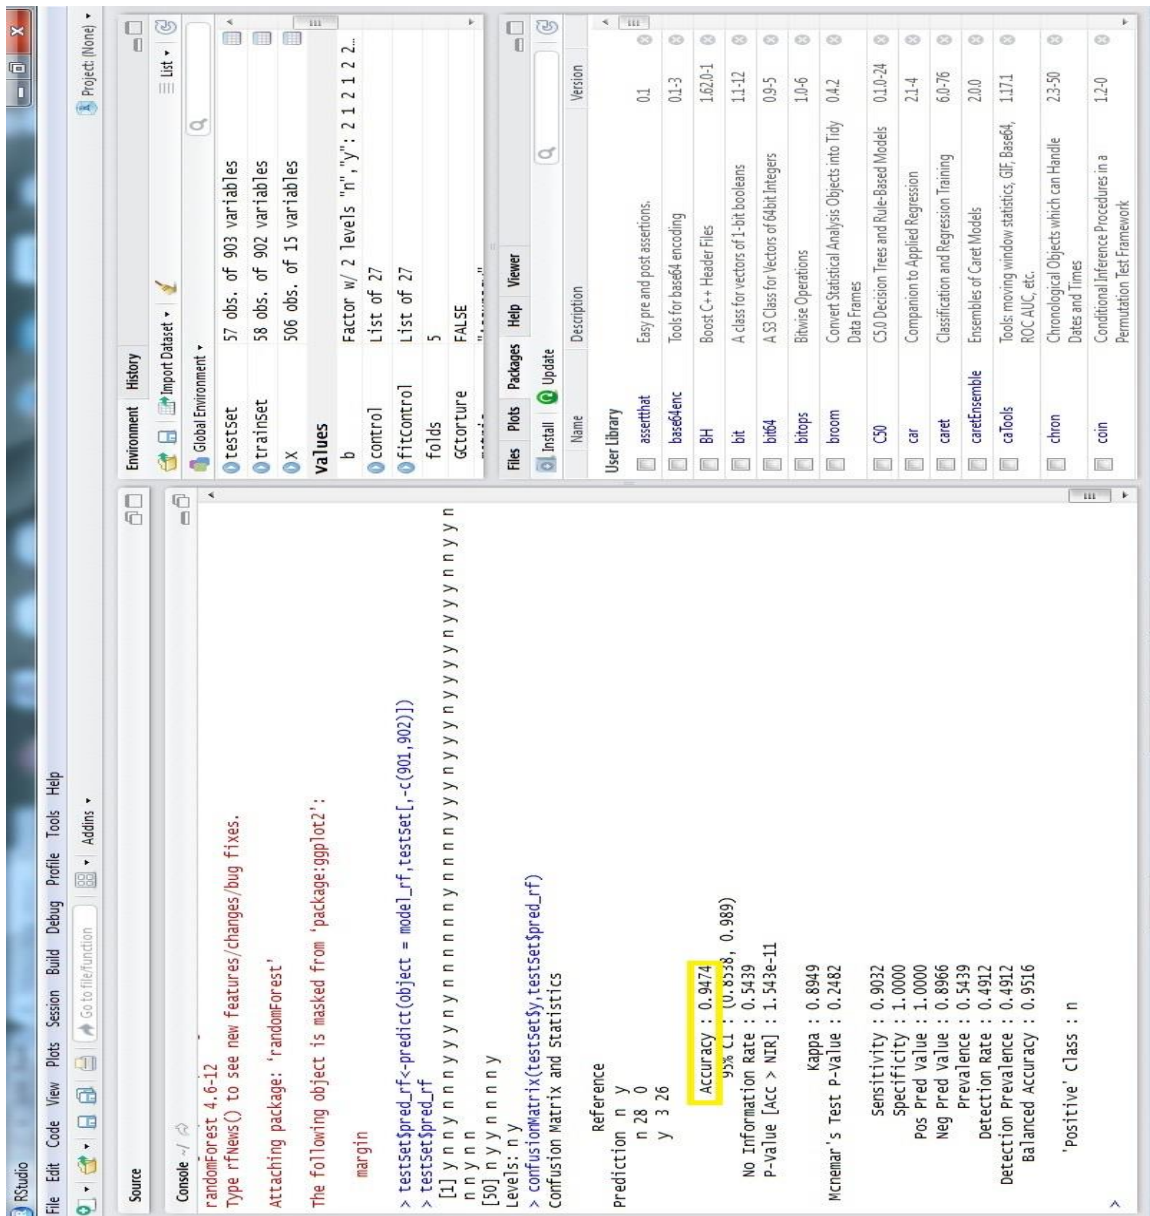 RStudio
File Edit Code View Plots Session Build Debug Profile Tools Help
Go to file/function
Addins
Project: (None)
Source
Console ~/
randomForest 4.6-12
Type rfNews() to see new features/changes/bug fixes.
Attaching package: ‘randomForest’
The following object is masked from ‘package:ggplot2’:
margin
> testSet$pred_rf<-predict(object = model_rf,testSet[,-c(901,902)])
> testSet$pred_rf
n n y n n
[50] n y y n n n n y
Levels: n y
> confusionMatrix(testSet$y,testSet$pred_rf)
Confusion Matrix and Statistics
Reference
Prediction n y
n 28 0
y 3 26
Accuracy : 0.9474
95% CI : (0.8538, 0.989)
No Information Rate : 0.5439
P-Value [Acc > NIR] : 1.543e-11
Kappa : 0.8949
Mcnemar's Test P-Value : 0.2482
Sensitivity : 0.9032
Specificity : 1.0000
Pos Pred Value : 1.0000
Neg Pred Value : 0.8966
Prevalence : 0.5439
Detection Rate : 0.4912
Detection Prevalence : 0.4912
Balanced Accuracy : 0.9516
'Positive' Class : n
>
Environment History
Import Dataset
List
Global Environment
testSet 57 obs. of 903 variables
trainSet 58 obs. of 902 variables
X 506 obs. of 15 variables
Values
b Factor w/ 2 levels "n","y": 2 1 2 1 2 2…
control List of 27
fitControl List of 27
folds 5
GCtorture FALSE
Files Plots Packages Help Viewer
Install Update
Name Description Version
User Library
assertthat Easy pre and post assertions. 0.1
base64enc Tools for base64 encoding 0.1-3
BH Boost C++ Header Files 1.62.0-1
bit A class for vectors of 1-bit booleans 1.1-12
bit64 A S3 Class for Vectors of 64bit Integers 0.9-5
bitops Bitwise Operations 1.0-6
broom Convert Statistical Analysis Objects into Tidy 0.4.2
Data Frames
C50 C5.0 Decision Trees and Rule-Based Models 0.1.0-24
car Companion to Applied Regression 2.1-4
caret Classification and Regression Training 6.0-76
caretEnsemble Ensembles of Caret Models 2.0.0
caTools Tools: moving window statistics, GIF, Base64, 1.17.1
ROC AUC, etc.
chron Chronological Objects which can Handle 2.3-50
Dates and Times
coin Conditional Inference Procedures in a 1.2-0
Permutation Test Framework